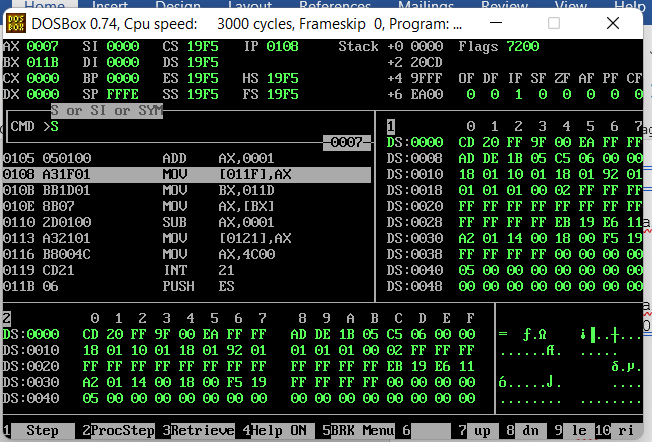 Home Insert Design Layout References Mailings Review View
DOSBox 0.74, Cpu speed: 3000 cycles, Frameskip 0, Program: ...
AX 0007 SI 0000 CS 19F5 IP 0108 Stack +0 0000 Flags 7200
BX 011B DI 0000 DS 19F5 +2 20CD
CX 0000 BP 0000 ES 19F5 HS 19F5 +4 9FFF OF DF IF SF ZF AF PF CF
DX 0000 SP FFFE SS 19F5 FS 19F5 +6 EA00 0 0 1 0 0 0 0 0
S or SI or SYM
CMD >S
0007
1 0 1 2 3 4 5 6 7
DS:0000 CD 20 FF 9F 00 EA FF FF
DS:0008 AD DE 1B 05 C5 06 00 00
DS:0010 18 01 10 01 18 01 92 01
DS:0018 01 01 01 00 02 FF FF FF
DS:0020 FF FF FF FF FF FF FF FF
DS:0028 FF FF FF FF EB 19 E6 11
DS:0030 A2 01 14 00 18 00 F5 19
DS:0038 FF FF FF FF 00 00 00 00
DS:0040 05 00 00 00 00 00 00 00
DS:0048 00 00 00 00 00 00 00 00
0105 050100 ADD AX,0001
0108 A31F01 MOV [011F],AX
010B BB1D01 MOV BX,011D
010E 8B07 MOV AX,[BX]
0110 2D0100 SUB AX,0001
0113 A32101 MOV [0121],AX
0116 B8004C MOV AX,4C00
0119 CD21 INT 21
011B 06 PUSH ES
2 0 1 2 3 4 5 6 7 8 9 A B C D E F
DS:0000 CD 20 FF 9F 00 EA FF FF AD DE 1B 05 C5 06 00 00
DS:0010 18 01 10 01 18 01 92 01 01 01 01 00 02 FF FF FF
DS:0020 FF FF FF FF FF FF FF FF FF FF FF FF EB 19 E6 11
DS:0030 A2 01 14 00 18 00 F5 19 FF FF FF FF 00 00 00 00
DS:0040 05 00 00 00 00 00 00 00 00 00 00 00 00 00 00 00
1 Step 2ProcStep 3Retrieve 4Help ON 5BRK Menu 6 7 up 8 dn 9 le 10 ri